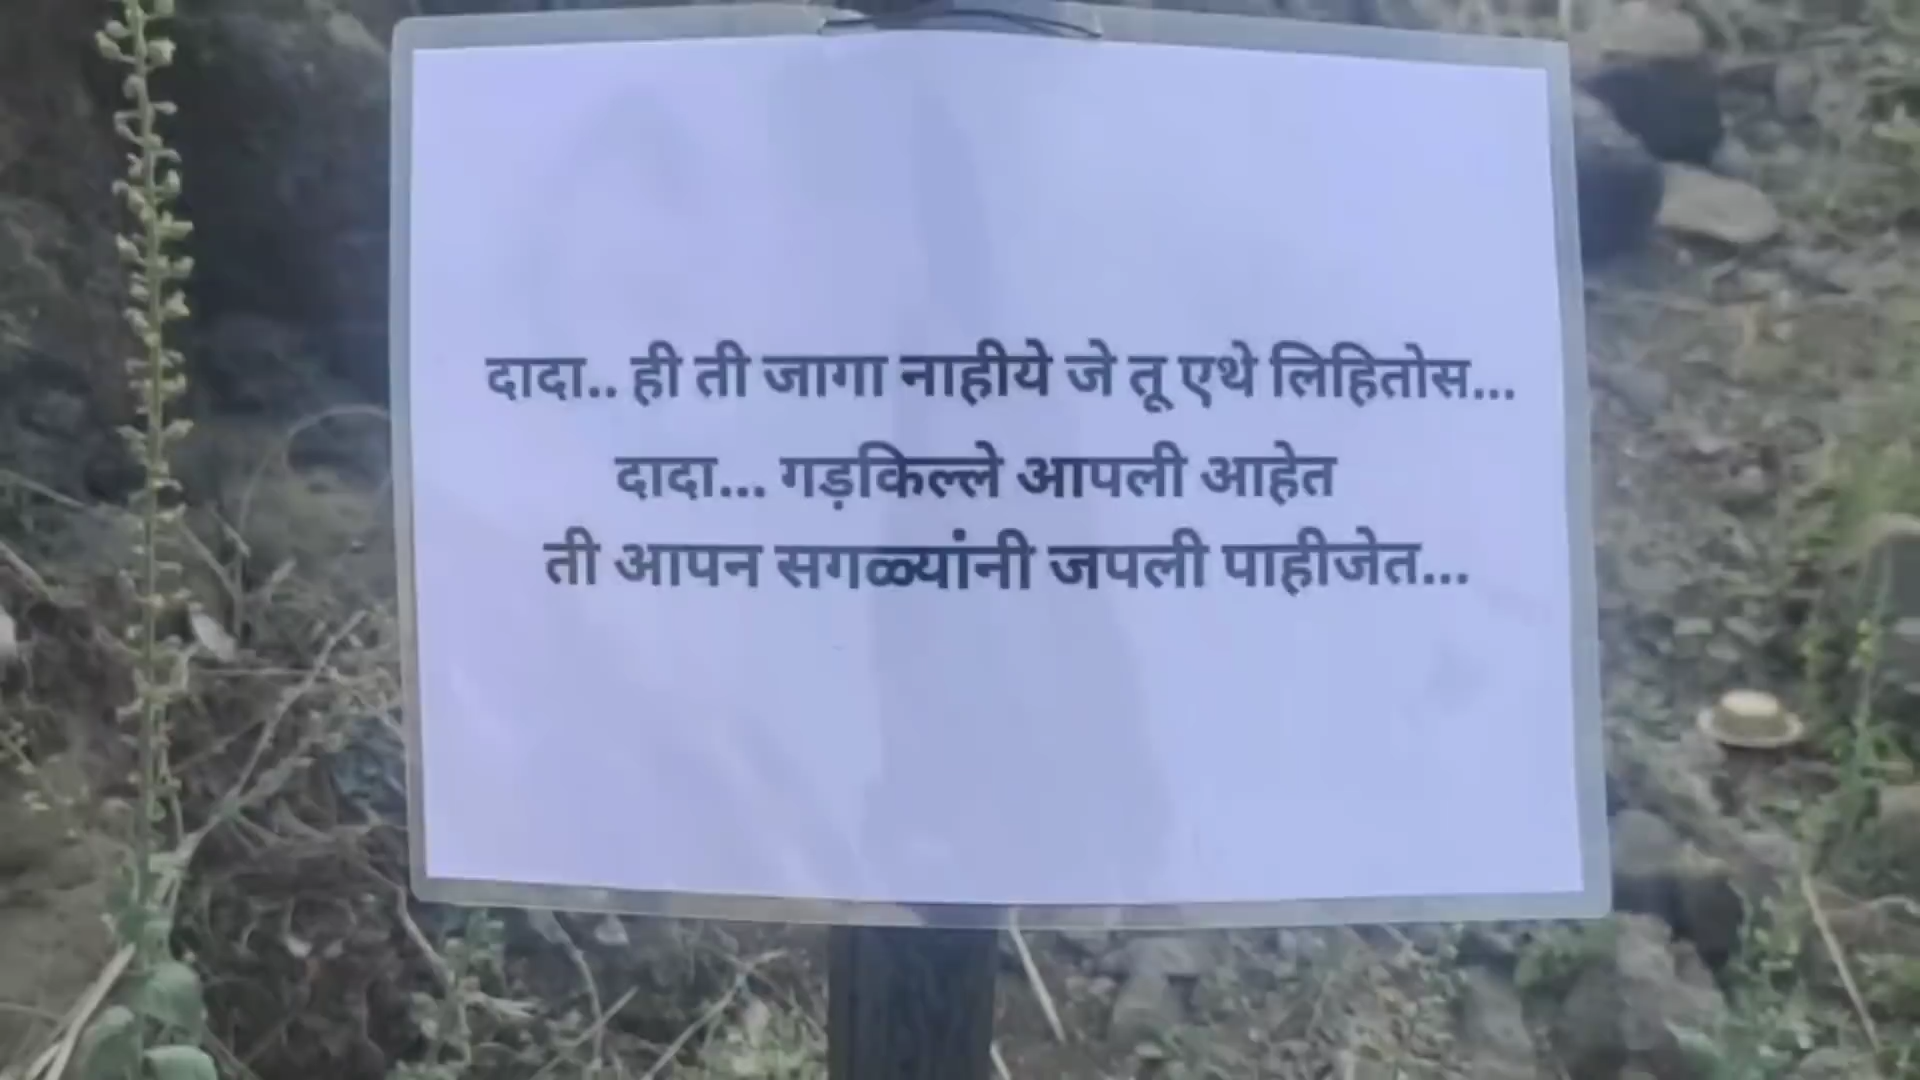 दादा.. ही ती जागा नाहीये जे तू एथे लिहितोस...
दादा... गड़किल्ले आपली आहेत
ती आपन सगळ्यांनी जपली पाहीजेत...